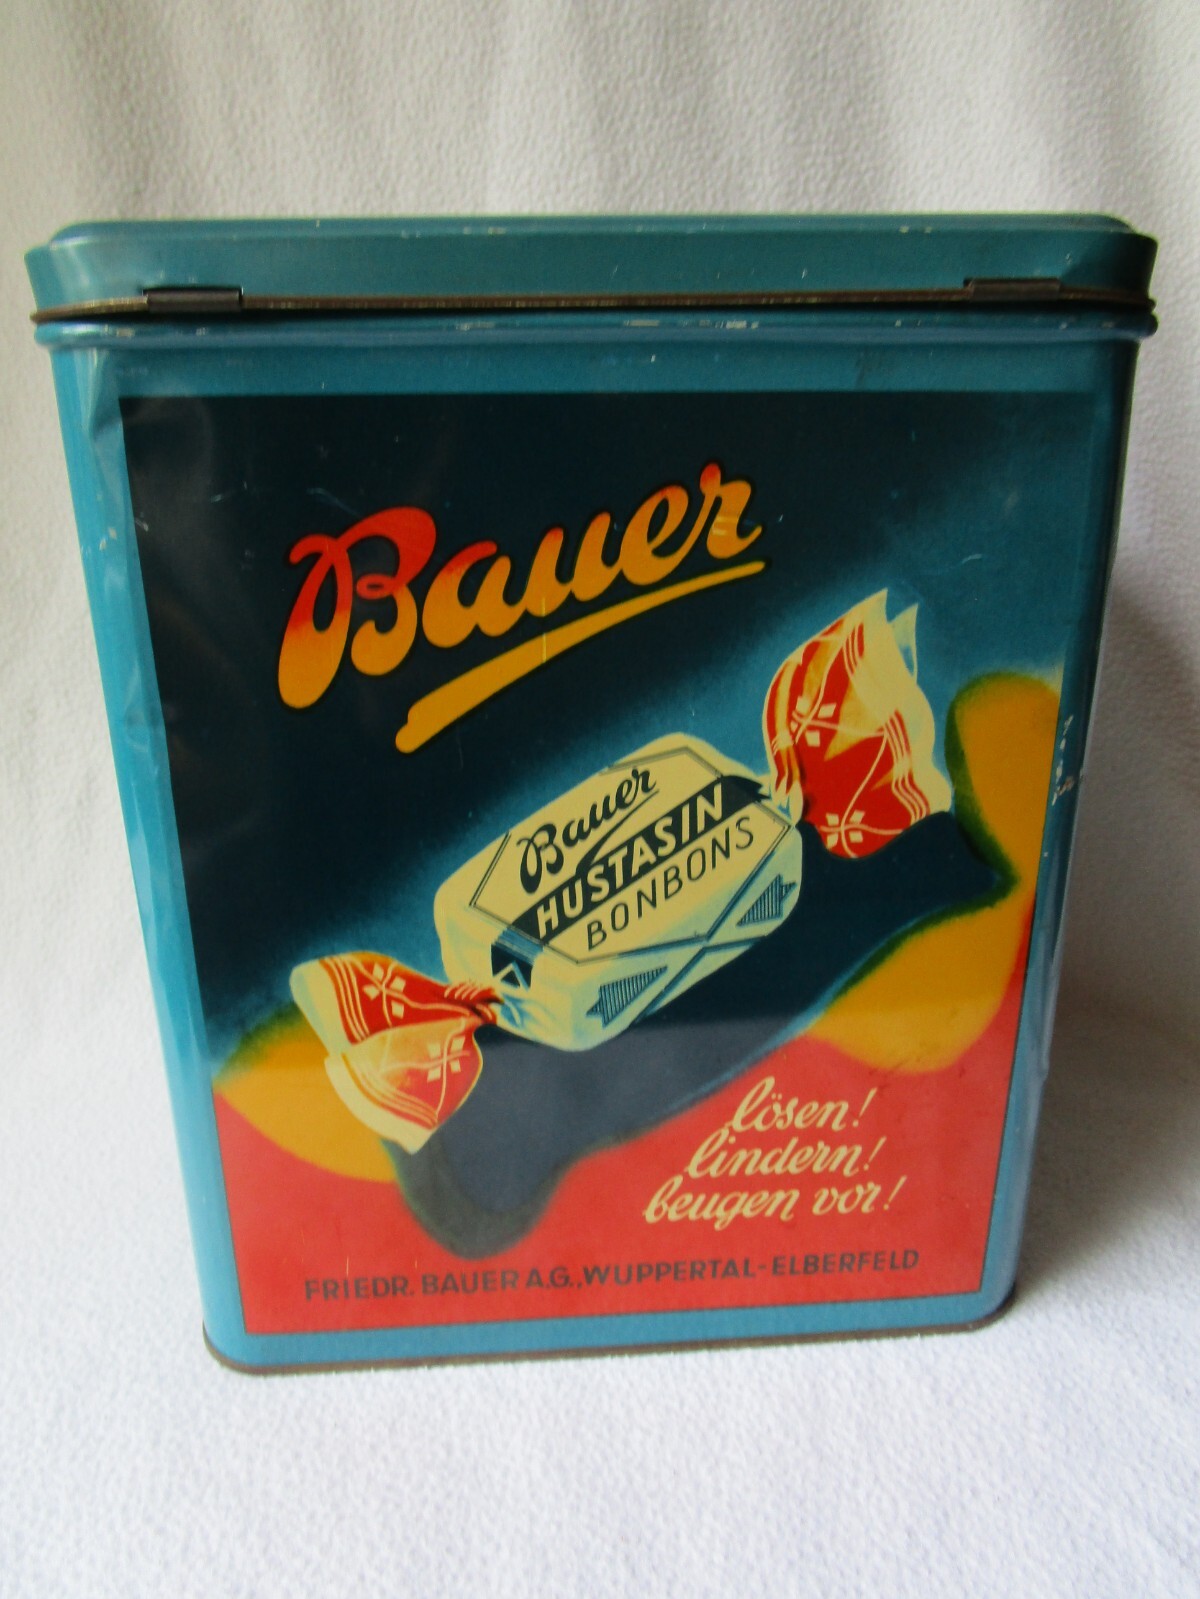 Bauer
Bauer
HUSTASIN
BONBONS
lösen!
lindern!
beugen vor!
FRIEDR. BAUER A.G., WUPPERTAL-ELBERFELD